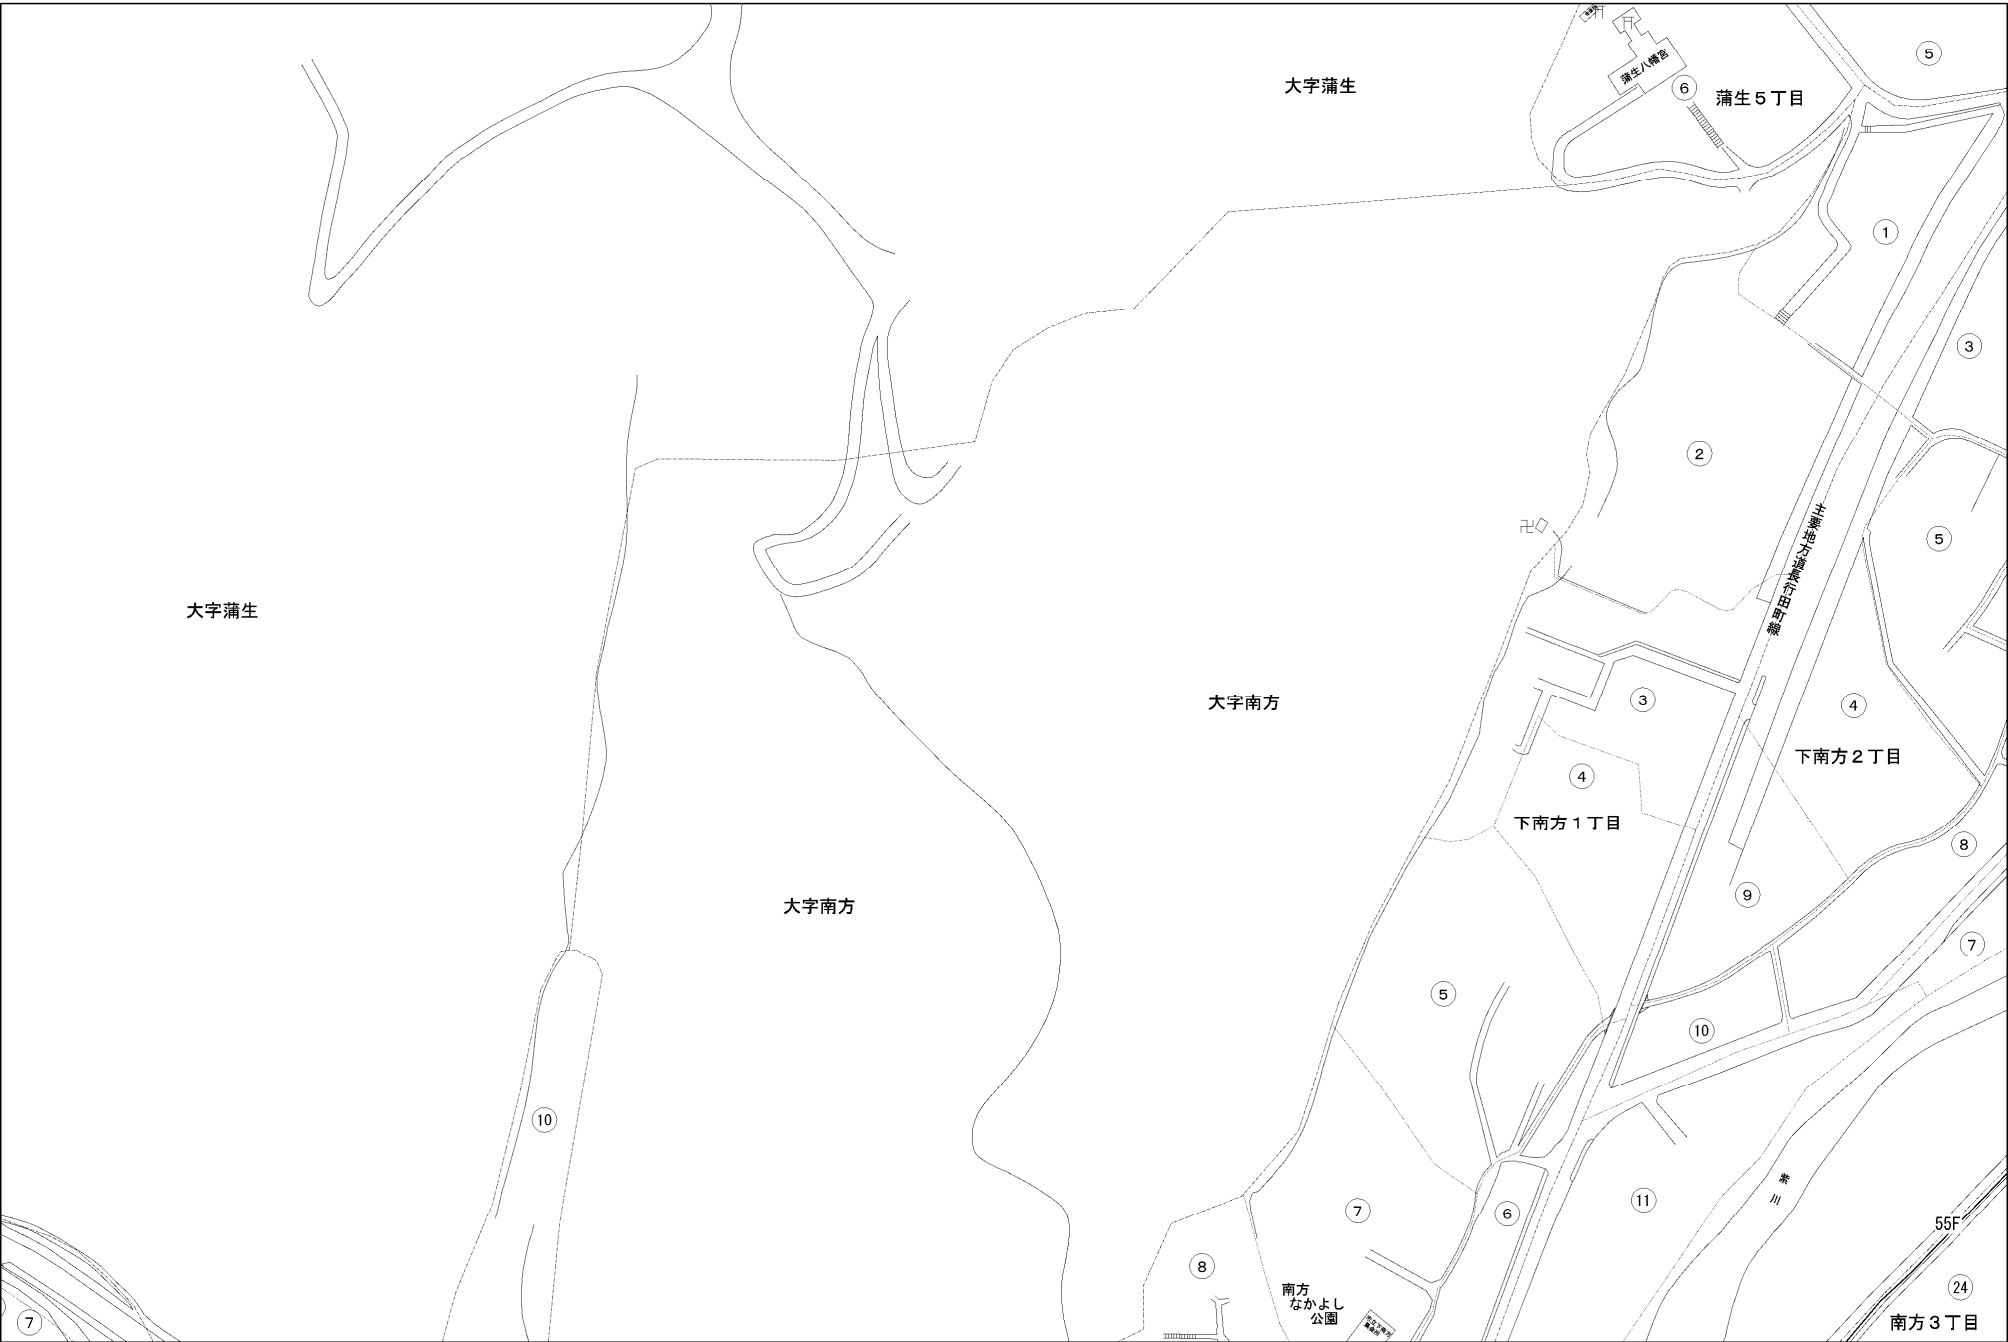 大字蒲生
蒲生八幡宮
⑥
蒲生５丁目
⑤
①
③
②
主要地方道長行田町線
⑤
大字蒲生
大字南方
③
④
④
下南方２丁目
下南方１丁目
⑧
⑨
大字南方
⑦
⑤
⑩
⑩
紫川
⑪
⑦
⑥
55F
⑧
南方
なかよし
公園
㉔
南方３丁目
⑦